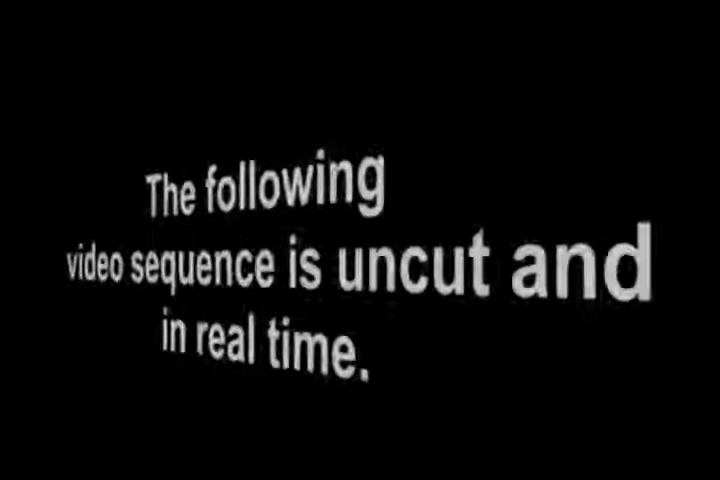 The following
video sequence is uncut and
in real time.